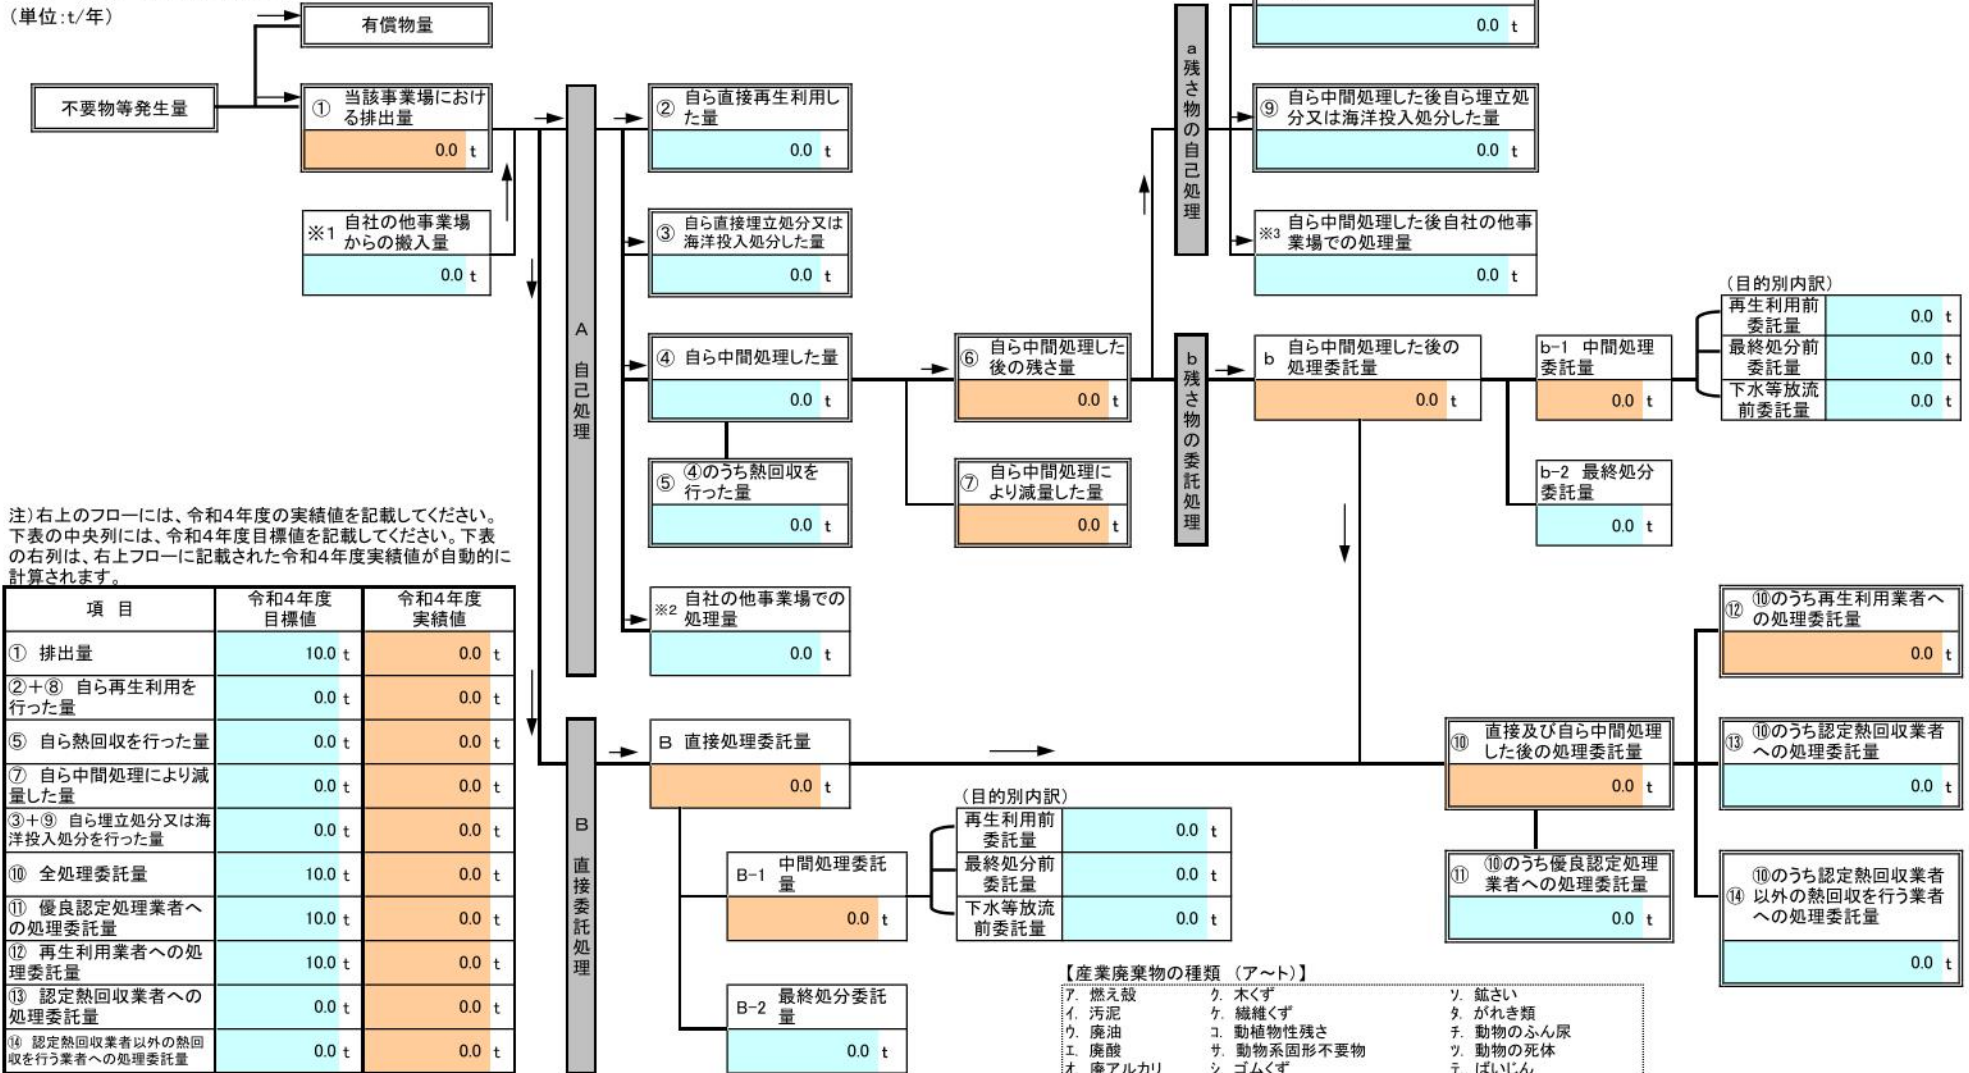 (単位:t/年)
有償物量
不要物等発生量
① 当該事業場におけ
る排出量
0.0 t
※1 自社の他事業場
からの搬入量
0.0 t
A 自己処理
② 自ら直接再生利用し
た量
0.0 t
③ 自ら直接埋立処分又は
海洋投入処分した量
0.0 t
④ 自ら中間処理した量
0.0 t
⑤ ④のうち熱回収を
行った量
0.0 t
※2 自社の他事業場での
処理量
0.0 t
⑥ 自ら中間処理した
後の残さ量
0.0 t
⑦ 自ら中間処理に
より減量した量
0.0 t
a 残さ物の自己処理
0.0 t
⑨ 自ら中間処理した後自ら埋立処
分又は海洋投入処分した量
0.0 t
※3 自ら中間処理した後自社の他事
業場での処理量
0.0 t
b 残さ物の委託処理
b 自ら中間処理した後の
処理委託量
0.0 t
b-1 中間処理
委託量
0.0 t
b-2 最終処分
委託量
0.0 t
(目的別内訳)
再生利用前
委託量
0.0 t
最終処分前
委託量
0.0 t
下水等放流
前委託量
0.0 t
注)右上のフローには、令和4年度の実績値を記載してください。
下表の中央列には、令和4年度目標値を記載してください。下表
の右列は、右上フローに記載された令和4年度実績値が自動的に
計算されます。
項 目
令和4年度
目標値
令和4年度
実績値
① 排出量 10.0 t 0.0 t
②+⑧ 自ら再生利用を
行った量
0.0 t 0.0 t
⑤ 自ら熱回収を行った量 0.0 t 0.0 t
⑦ 自ら中間処理により減
量した量
0.0 t 0.0 t
③+⑨ 自ら埋立処分又は海
洋投入処分を行った量
0.0 t 0.0 t
⑩ 全処理委託量 10.0 t 0.0 t
⑪ 優良認定処理業者へ
の処理委託量
10.0 t 0.0 t
⑫ 再生利用業者への処
理委託量
10.0 t 0.0 t
⑬ 認定熱回収業者への
処理委託量
0.0 t 0.0 t
⑭ 認定熱回収業者以外の熱回
収を行う業者への処理委託量
0.0 t 0.0 t
B 直接委託処理
B 直接処理委託量
0.0 t
B-1 中間処理委託
量
0.0 t
B-2 最終処分委託
量
0.0 t
(目的別内訳)
再生利用前
委託量
0.0 t
最終処分前
委託量
0.0 t
下水等放流
前委託量
0.0 t
⑩ 直接及び自ら中間処理
した後の処理委託量
0.0 t
⑪ ⑩のうち優良認定処理
業者への処理委託量
0.0 t
⑫ ⑩のうち再生利用業者へ
の処理委託量
0.0 t
⑬ ⑩のうち認定熱回収業者
への処理委託量
0.0 t
⑭ ⑩のうち認定熱回収業者
以外の熱回収を行う業者
への処理委託量
0.0 t
【産業廃棄物の種類 (ア~ト)】
ア. 燃え殻 ク. 木くず ソ. 鉱さい
イ. 汚泥 ケ. 繊維くず タ. がれき類
ウ. 廃油 コ. 動植物性残さ チ. 動物のふん尿
エ. 廃酸 サ. 動物系固形不要物 ツ. 動物の死体
オ. 廃アルカリ シ. ゴムくず テ. ばいじん